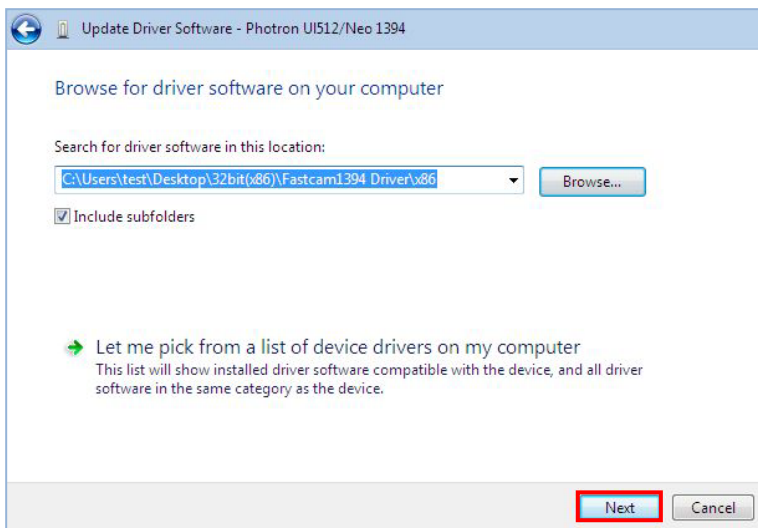 Update Driver Software - Photron UI512/Neo 1394
Browse for driver software on your computer
Search for driver software in this location:
C:\Users\test\Desktop\32bit(x86)\Fastcam1394 Driver\x86
Browse...
Include subfolders
Let me pick from a list of device drivers on my computer
This list will show installed driver software compatible with the device, and all driver
software in the same category as the device.
Next
Cancel